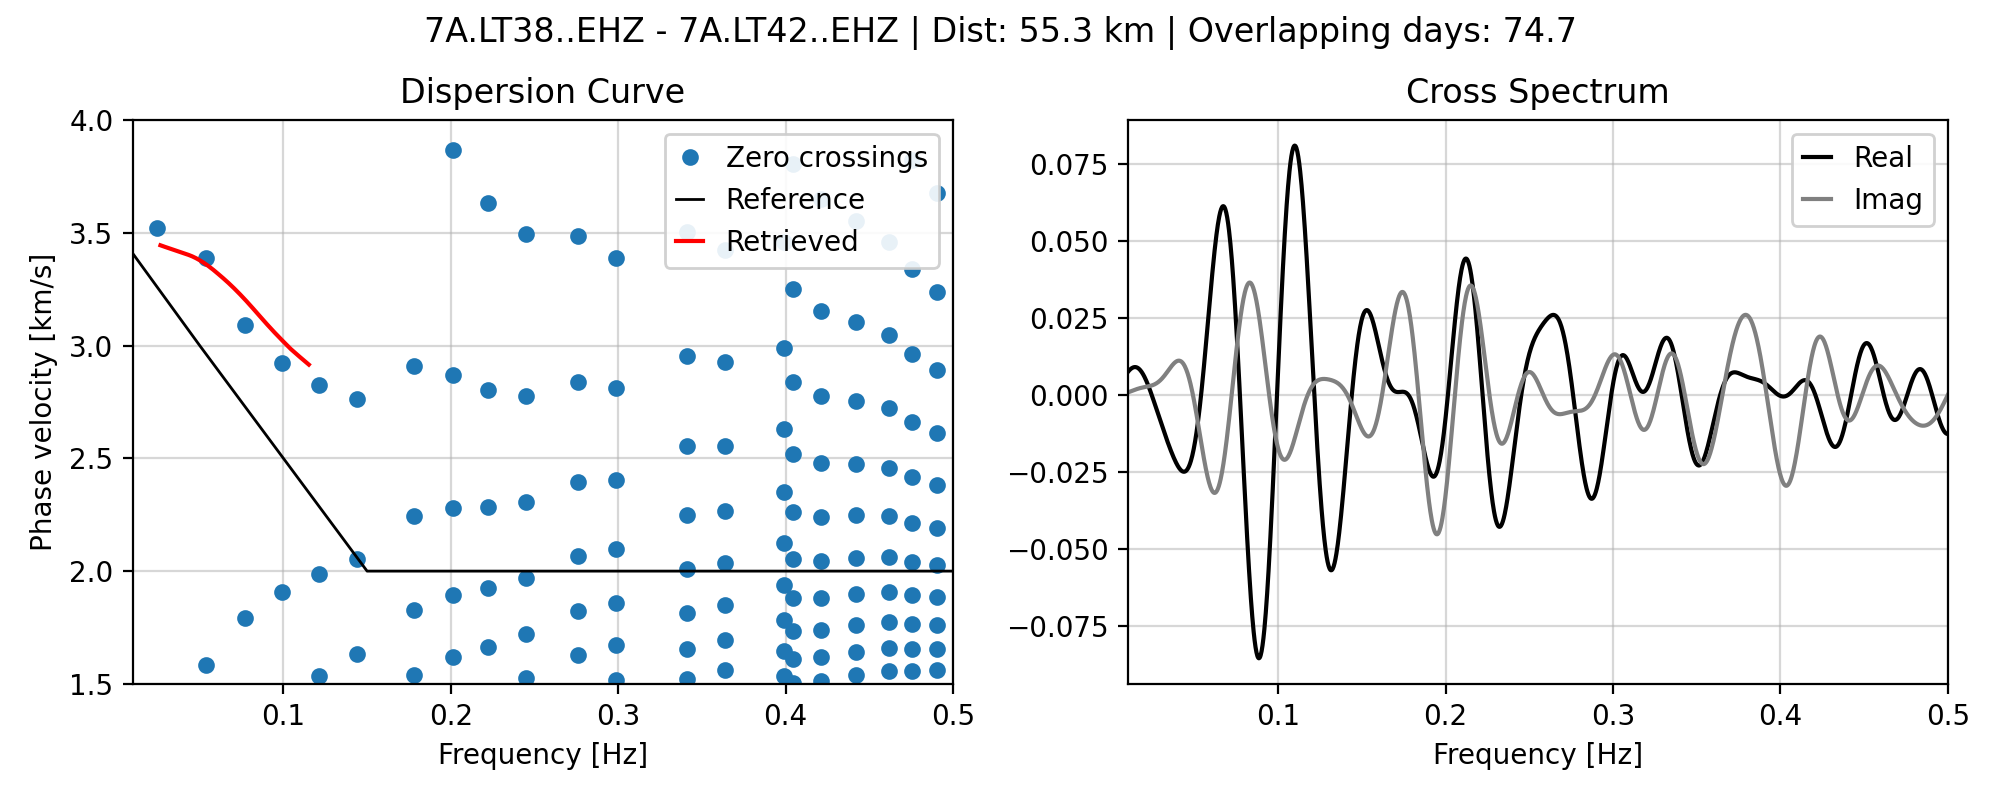 7A.LT38..EHZ - 7A.LT42..EHZ | Dist: 55.3 km | Overlapping days: 74.7
Dispersion Curve
4.0
3.5
3.0
2.5
2.0
1.5
Phase velocity [km/s]
0.1
0.2
0.3
0.4
0.5
Frequency [Hz]
Zero crossings
Reference
Retrieved
Cross Spectrum
0.075
0.050
0.025
0.000
−0.025
−0.050
−0.075
0.1
0.2
0.3
0.4
0.5
Frequency [Hz]
Real
Imag